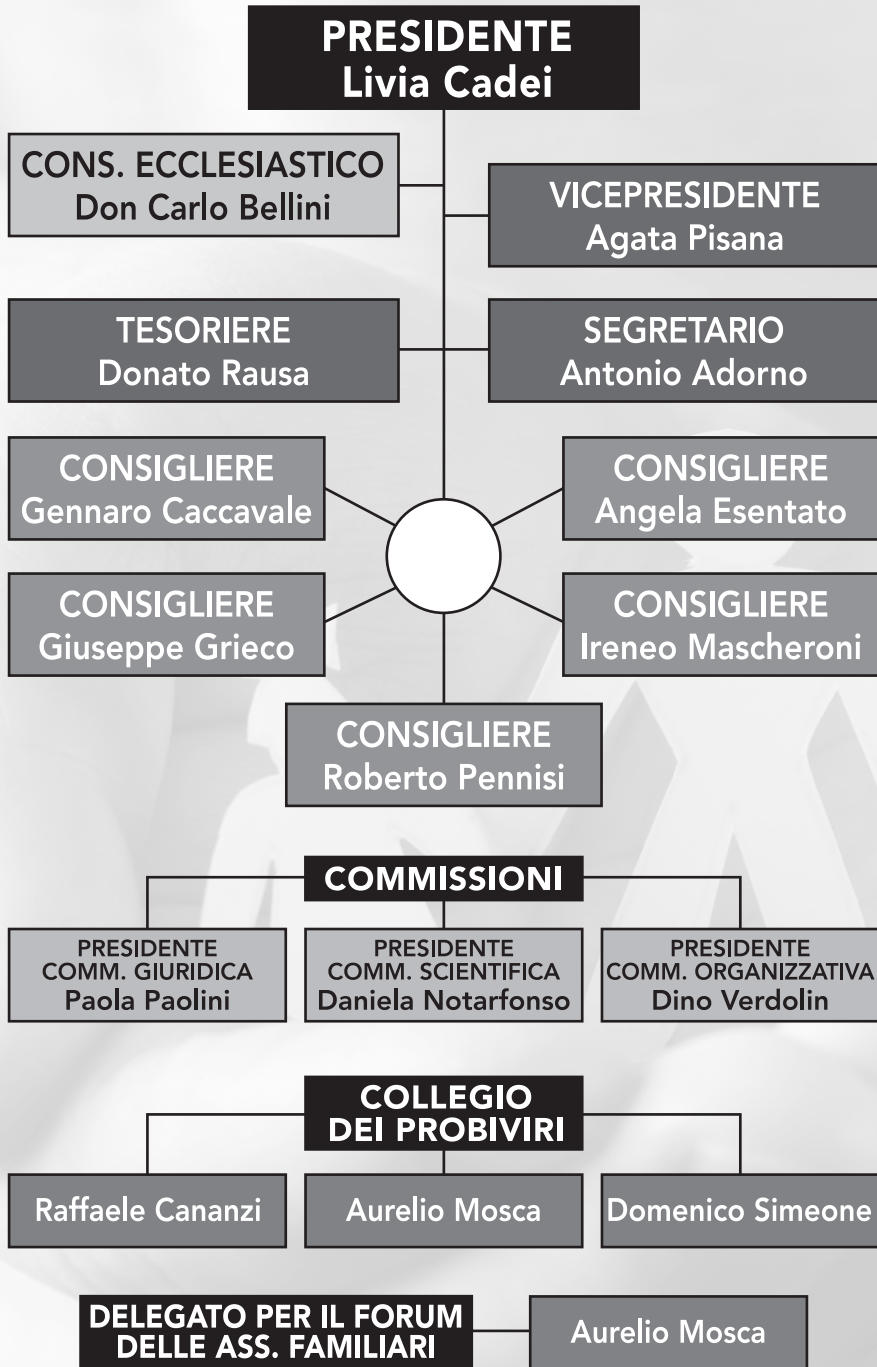 PRESIDENTE
Livia Cadei
CONS. ECCLESIASTICO
Don Carlo Bellini
VICEPRESIDENTE
Agata Pisana
TESORIERE
Donato Rausa
SEGRETARIO
Antonio Adorno
CONSIGLIERE
Gennaro Caccavale
CONSIGLIERE
Angela Esentato
CONSIGLIERE
Giuseppe Grieco
CONSIGLIERE
Ireneo Mascheroni
CONSIGLIERE
Roberto Pennisi
COMMISSIONI
PRESIDENTE
COMM. GIURIDICA
Paola Paolini
PRESIDENTE
COMM. SCIENTIFICA
Daniela Notarfonso
PRESIDENTE
COMM. ORGANIZZATIVA
Dino Verdolin
COLLEGIO
DEI PROBIVIRI
Raffaele Cananzi
Aurelio Mosca
Domenico Simeone
DELEGATO PER IL FORUM
DELLE ASS. FAMILIARI
Aurelio Mosca